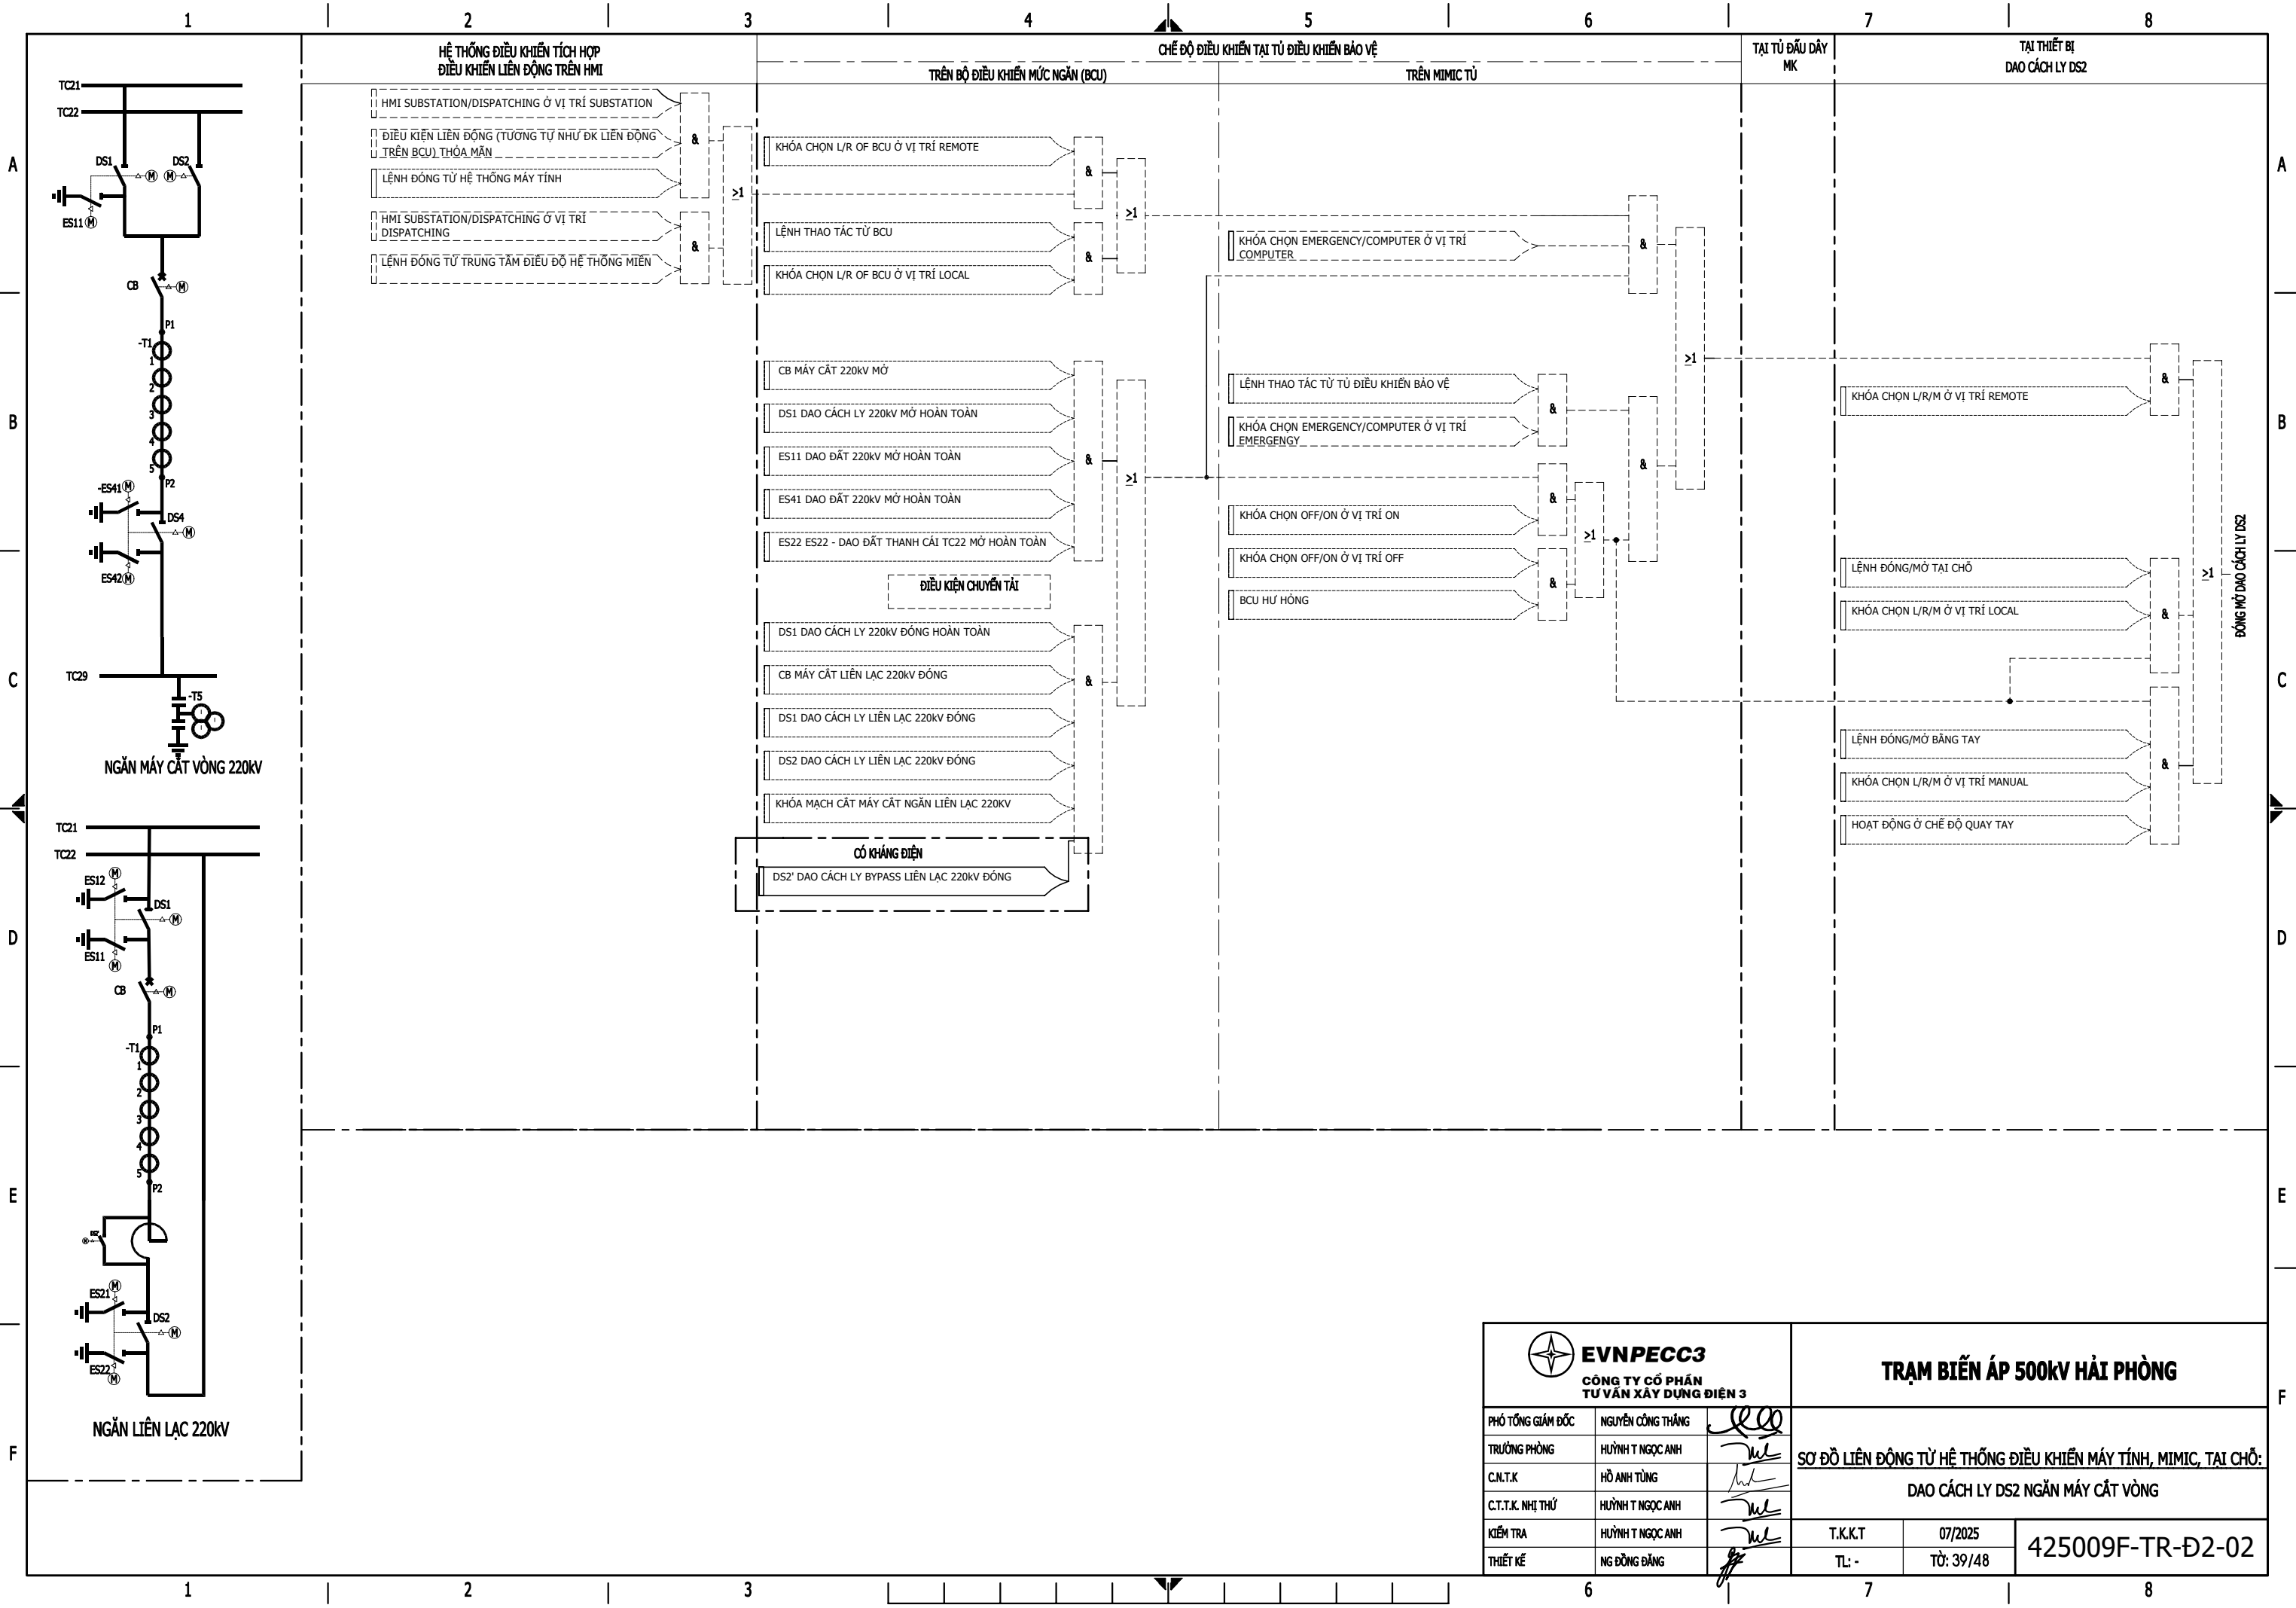 1 2 3 4 5 6 7 8
A
B
C
D
E
F
HỆ THỐNG ĐIỀU KHIỂN TÍCH HỢP
ĐIỀU KHIỂN LIÊN ĐỘNG TRÊN HMI
CHẾ ĐỘ ĐIỀU KHIỂN TẠI TỦ ĐIỀU KHIỂN BẢO VỆ
TRÊN BỘ ĐIỀU KHIỂN MỨC NGĂN (BCU)
TRÊN MIMIC TỦ
TẠI TỦ ĐẤU DÂY
MK
TẠI THIẾT BỊ
DAO CÁCH LY DS2
TC21
TC22
DS1
DS2
M
M
ES11
M
CB
M
P1
-T1
1
2
3
4
5
P2
-ES41
M
DS4
M
ES42
M
TC29
-T5
NGĂN MÁY CẮT VÒNG 220kV
TC21
TC22
ES12
M
DS1
M
ES11
M
CB
M
P1
-T1
1
2
3
4
5
P2
DS2'
M
ES21
M
DS2
M
ES22
M
NGĂN LIÊN LẠC 220kV
HMI SUBSTATION/DISPATCHING Ở VỊ TRÍ SUBSTATION
ĐIỀU KIỆN LIÊN ĐỘNG (TƯƠNG TỰ NHƯ ĐK LIÊN ĐỘNG
TRÊN BCU) THỎA MÃN
LỆNH ĐÓNG TỪ HỆ THỐNG MÁY TÍNH
&
HMI SUBSTATION/DISPATCHING Ở VỊ TRÍ
DISPATCHING
LỆNH ĐÓNG TỪ TRUNG TÂM ĐIỀU ĐỘ HỆ THỐNG MIỀN
&
>1
KHÓA CHỌN L/R OF BCU Ở VỊ TRÍ REMOTE
&
LỆNH THAO TÁC TỪ BCU
KHÓA CHỌN L/R OF BCU Ở VỊ TRÍ LOCAL
&
>1
CB MÁY CẮT 220kV MỞ
DS1 DAO CÁCH LY 220kV MỞ HOÀN TOÀN
ES11 DAO ĐẤT 220kV MỞ HOÀN TOÀN
ES41 DAO ĐẤT 220kV MỞ HOÀN TOÀN
ES22 ES22 - DAO ĐẤT THANH CÁI TC22 MỞ HOÀN TOÀN
&
ĐIỀU KIỆN CHUYỂN TẢI
>1
DS1 DAO CÁCH LY 220kV ĐÓNG HOÀN TOÀN
CB MÁY CẮT LIÊN LẠC 220kV ĐÓNG
DS1 DAO CÁCH LY LIÊN LẠC 220kV ĐÓNG
DS2 DAO CÁCH LY LIÊN LẠC 220kV ĐÓNG
KHÓA MẠCH CẮT MÁY CẮT NGĂN LIÊN LẠC 220KV
&
CÓ KHÁNG ĐIỆN
DS2' DAO CÁCH LY BYPASS LIÊN LẠC 220kV ĐÓNG
KHÓA CHỌN EMERGENCY/COMPUTER Ở VỊ TRÍ
COMPUTER
&
LỆNH THAO TÁC TỪ TỦ ĐIỀU KHIỂN BẢO VỆ
KHÓA CHỌN EMERGENCY/COMPUTER Ở VỊ TRÍ
EMERGENGY
&
&
>1
KHÓA CHỌN OFF/ON Ở VỊ TRÍ ON
&
KHÓA CHỌN OFF/ON Ở VỊ TRÍ OFF
BCU HƯ HỎNG
&
>1
KHÓA CHỌN L/R/M Ở VỊ TRÍ REMOTE
&
LỆNH ĐÓNG/MỞ TẠI CHỖ
KHÓA CHỌN L/R/M Ở VỊ TRÍ LOCAL
&
LỆNH ĐÓNG/MỞ BẰNG TAY
KHÓA CHỌN L/R/M Ở VỊ TRÍ MANUAL
HOẠT ĐỘNG Ở CHẾ ĐỘ QUAY TAY
&
>1
ĐÓNG MỞ DAO CÁCH LY DS2
EVNPECC3
CÔNG TY CỔ PHẦN
TƯ VẤN XÂY DỰNG ĐIỆN 3
TRẠM BIẾN ÁP 500kV HẢI PHÒNG
PHÓ TỔNG GIÁM ĐỐC NGUYỄN CÔNG THẮNG
TRƯỞNG PHÒNG HUỲNH T NGỌC ANH
C.N.T.K HỒ ANH TÙNG
C.T.T.K. NHỊ THỨ HUỲNH T NGỌC ANH
KIỂM TRA HUỲNH T NGỌC ANH
THIẾT KẾ NG ĐỒNG ĐĂNG
SƠ ĐỒ LIÊN ĐỘNG TỪ HỆ THỐNG ĐIỀU KHIỂN MÁY TÍNH, MIMIC, TẠI CHỖ:
DAO CÁCH LY DS2 NGĂN MÁY CẮT VÒNG
T.K.K.T 07/2025
TL: - TỜ: 39/48
425009F-TR-Đ2-02
A
B
C
D
E
F
1 2 3 6 7 8